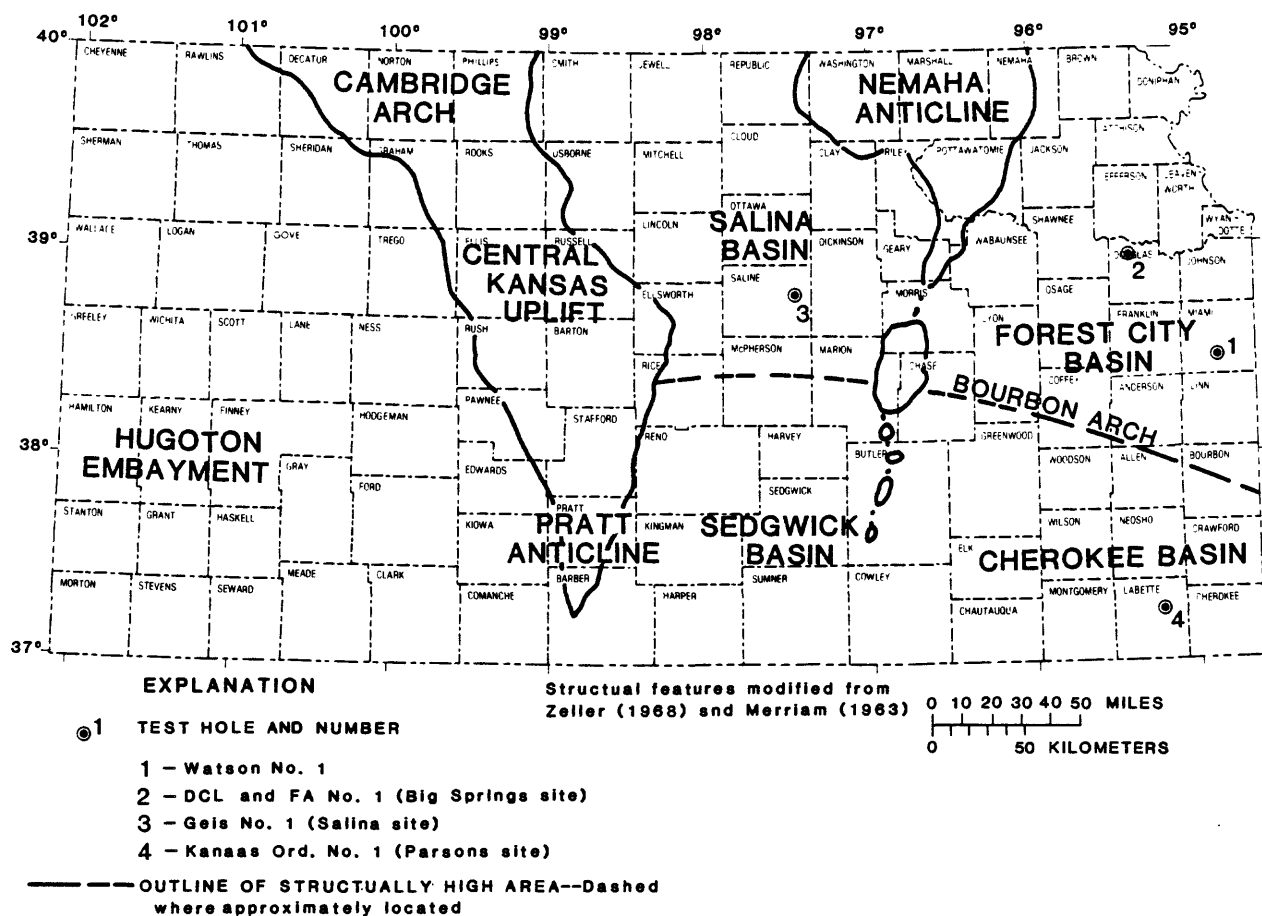 102° 101° 100° 99° 98° 97° 96° 95°
40°
CHEYENNE RAWLINS DECATUR NORTON PHILLIPS SMITH JEWELL REPUBLIC WASHINGTON MARSHALL NEMAHA BROWN DONIPHAN
CAMBRIDGE
ARCH
NEMAHA
ANTICLINE
CLOUD ATCHISON
SHERMAN THOMAS SHERIDAN GRAHAM ROOKS OSBORNE MITCHELL CLAY RILEY POTTAWATOMIE JACKSON
JEFFERSON LEAVEN
WORTH
OTTAWA
SALINA
BASIN
LINCOLN SHAWNEE WYAN
DOTTE
39°
WALLACE LOGAN GOVE TREGO ELLIS RUSSELL DICKINSON GEARY WABAUNSEE DOUGLAS JOHNSON
2
CENTRAL
KANSAS
UPLIFT
SALINE
ELLSWORTH MORRIS OSAGE
3
GREELEY WICHITA SCOTT LANE NESS RUSH BARTON LYON FRANKLIN MIAMI
FOREST CITY
BASIN
1
RICE McPHERSON MARION CHASE
COFFEY ANDERSON LINN
BOURBON ARCH
HAMILTON KEARNY FINNEY HODGEMAN PAWNEE STAFFORD RENO HARVEY BUTLER GREENWOOD
38°
HUGOTON
EMBAYMENT
GRAY EDWARDS WOODSON ALLEN BOURBON
FORD SEDGWICK
STANTON GRANT HASKELL KIOWA PRATT KINGMAN WILSON NEOSHO CRAWFORD
PRATT
ANTICLINE
SEDGWICK
BASIN
ELK
CHEROKEE BASIN
MORTON STEVENS SEWARD MEADE CLARK COMANCHE BARBER HARPER SUMNER COWLEY CHAUTAUQUA MONTGOMERY LABETTE CHEROKEE
4
37°
EXPLANATION
1 TEST HOLE AND NUMBER
1 – Watson No. 1
2 – DCL and FA No. 1 (Big Springs site)
3 – Geis No. 1 (Salina site)
4 – Kanaas Ord. No. 1 (Parsons site)
OUTLINE OF STRUCTUALLY HIGH AREA--Dashed
where approximately located
Structual features modified from
Zeller (1968) snd Merriam (1963)
0 10 20 30 40 50 MILES
0 50 KILOMETERS